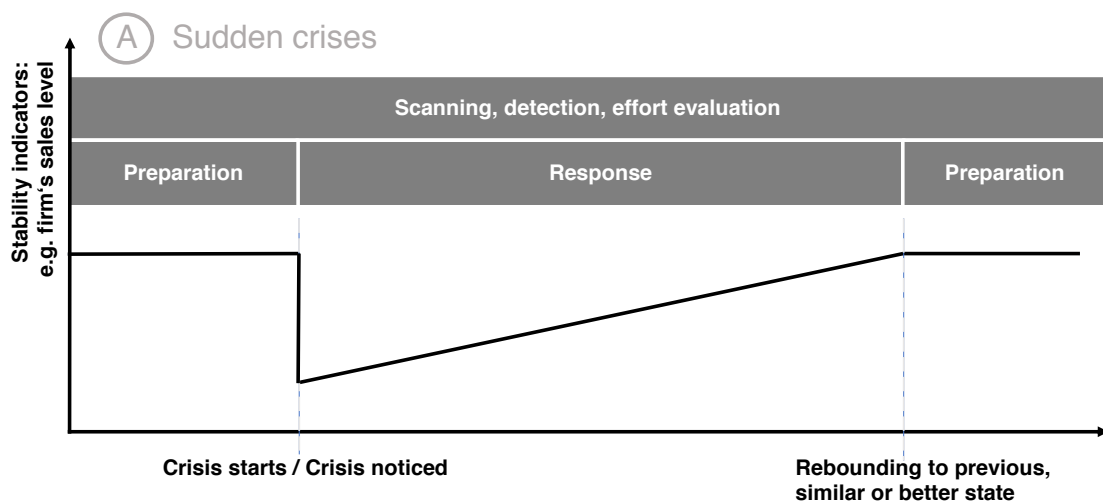 A Sudden crises
Stability indicators:
e.g. firm‘s sales level
Scanning, detection, effort evaluation
Preparation
Response
Preparation
Crisis starts / Crisis noticed
Rebounding to previous,
similar or better state